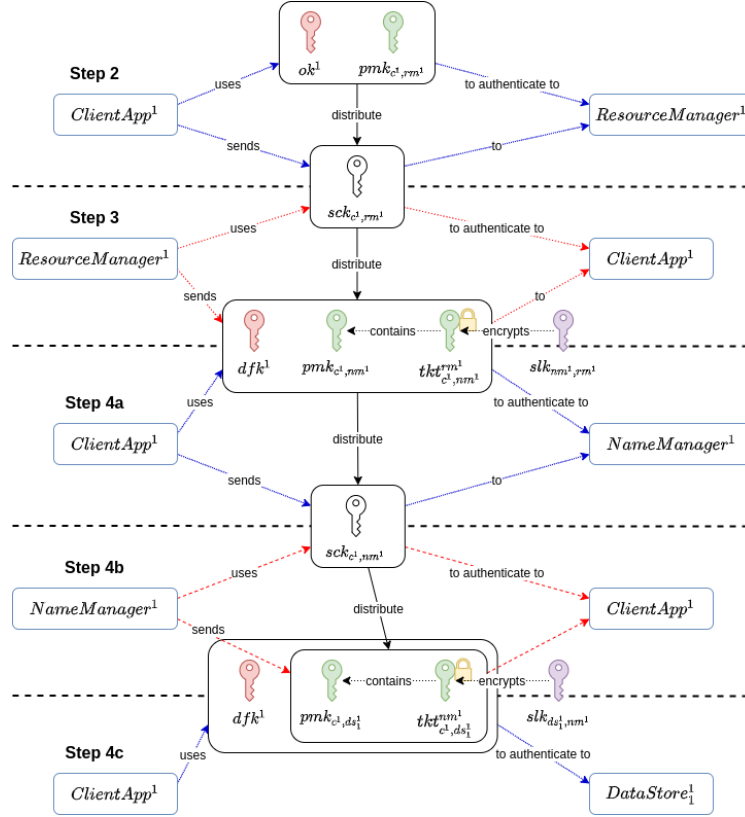 ok¹ pmk_{c¹,rm¹}
Step 2
uses
to authenticate to
ClientApp¹
distribute
ResourceManager¹
sends
to
sck_{c¹,rm¹}
Step 3
uses
to authenticate to
ResourceManager¹
distribute
ClientApp¹
sends
to
contains
encrypts
dfk¹ pmk_{c¹,nm¹} tkt^{rm¹}_{c¹,nm¹} slk_{nm¹,rm¹}
Step 4a
uses
to authenticate to
ClientApp¹
distribute
NameManager¹
sends
to
sck_{c¹,nm¹}
Step 4b
uses
to authenticate to
NameManager¹
distribute
ClientApp¹
sends
contains
encrypts
dfk¹ pmk_{c¹,ds₁¹} tkt^{nm¹}_{c¹,ds₁¹} slk_{ds₁¹,nm¹}
Step 4c
uses
to authenticate to
ClientApp¹
DataStore₁¹